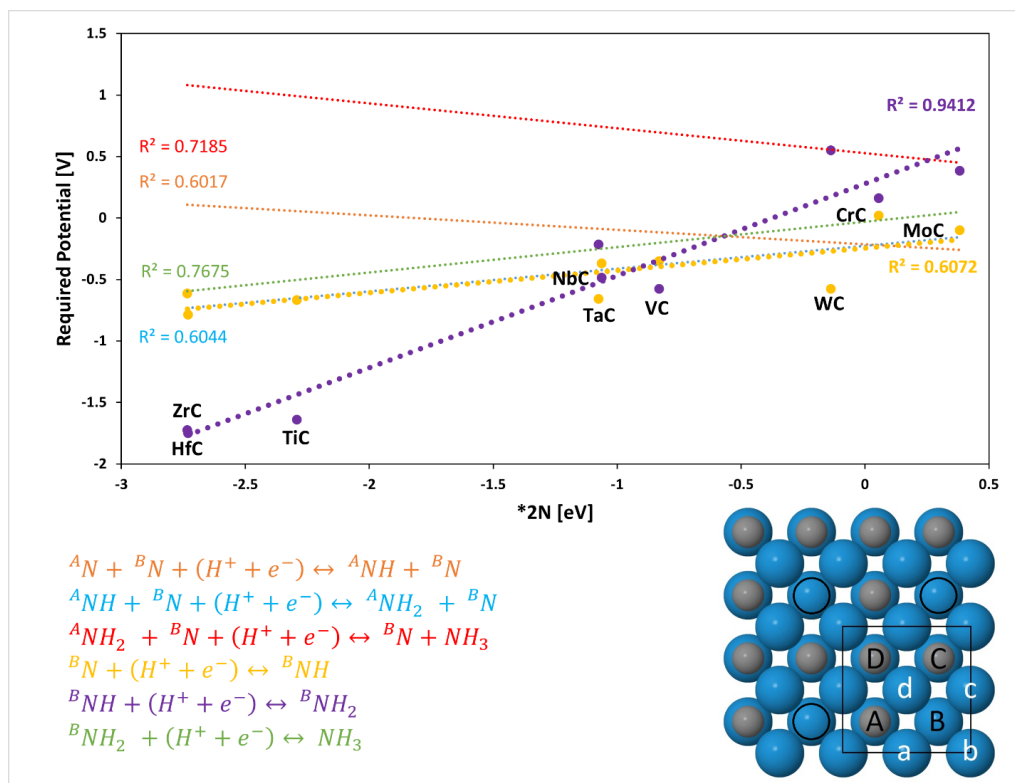 1.5
1
0.5
0
-0.5
-1
-1.5
-2
Required Potential [V]
-3
-2.5
-2
-1.5
-1
-0.5
0
0.5
*2N [eV]
R² = 0.9412
R² = 0.7185
R² = 0.6017
R² = 0.7675
R² = 0.6044
R² = 0.6072
CrC
MoC
NbC
TaC
VC
WC
ZrC
HfC
TiC
ᴬN + ᴮN + (H⁺ + e⁻) ↔ ᴬNH + ᴮN
ᴬNH + ᴮN + (H⁺ + e⁻) ↔ ᴬNH₂ + ᴮN
ᴬNH₂ + ᴮN + (H⁺ + e⁻) ↔ ᴮN + NH₃
ᴮN + (H⁺ + e⁻) ↔ ᴮNH
ᴮNH + (H⁺ + e⁻) ↔ ᴮNH₂
ᴮNH₂ + (H⁺ + e⁻) ↔ NH₃
D C
d c
A B
a b